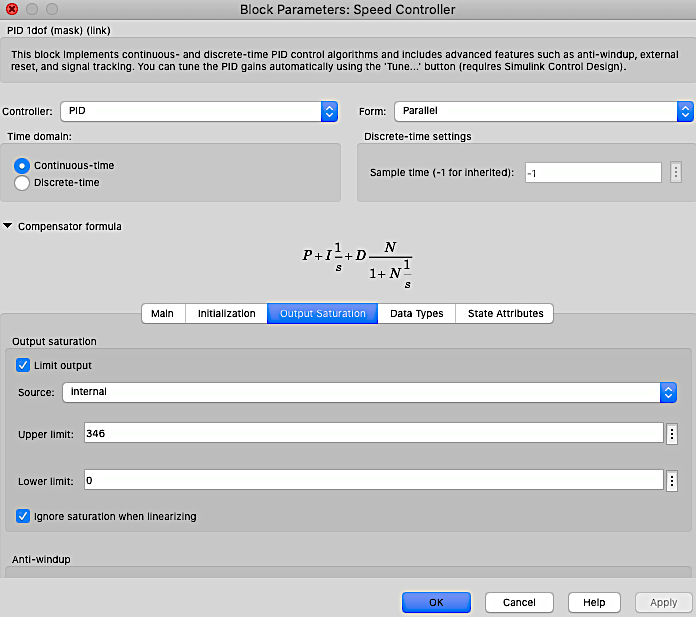 Block Parameters: Speed Controller
PID 1dof (mask) (link)
This block implements continuous- and discrete-time PID control algorithms and includes advanced features such as anti-windup, external
reset, and signal tracking. You can tune the PID gains automatically using the 'Tune...' button (requires Simulink Control Design).
Controller: PID
Form: Parallel
Time domain:
Continuous-time
Discrete-time
Discrete-time settings
Sample time (-1 for inherited): -1
Compensator formula
P + I 1/s + D N/(1 + N 1/s)
Main Initialization Output Saturation Data Types State Attributes
Output saturation
Limit output
Source: internal
Upper limit: 346
Lower limit: 0
Ignore saturation when linearizing
Anti-windup
OK Cancel Help Apply